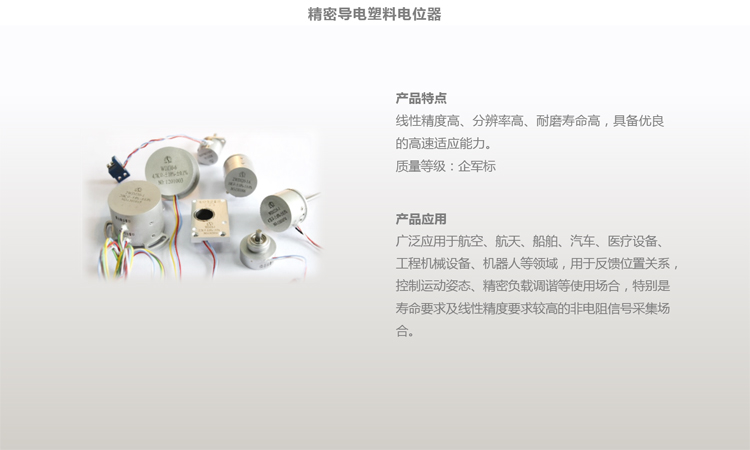 精密导电塑料电位器
产品特点
线性精度高、分辨率高、耐磨寿命高，具备优良
的高速适应能力。
质量等级：企军标
产品应用
广泛应用于航空、航天、船舶、汽车、医疗设备、
工程机械设备、机器人等领域，用于反馈位置关系，
控制运动姿态、精密负载调谐等使用场合，特别是
寿命要求及线性精度要求较高的非电阻信号采集场
合。